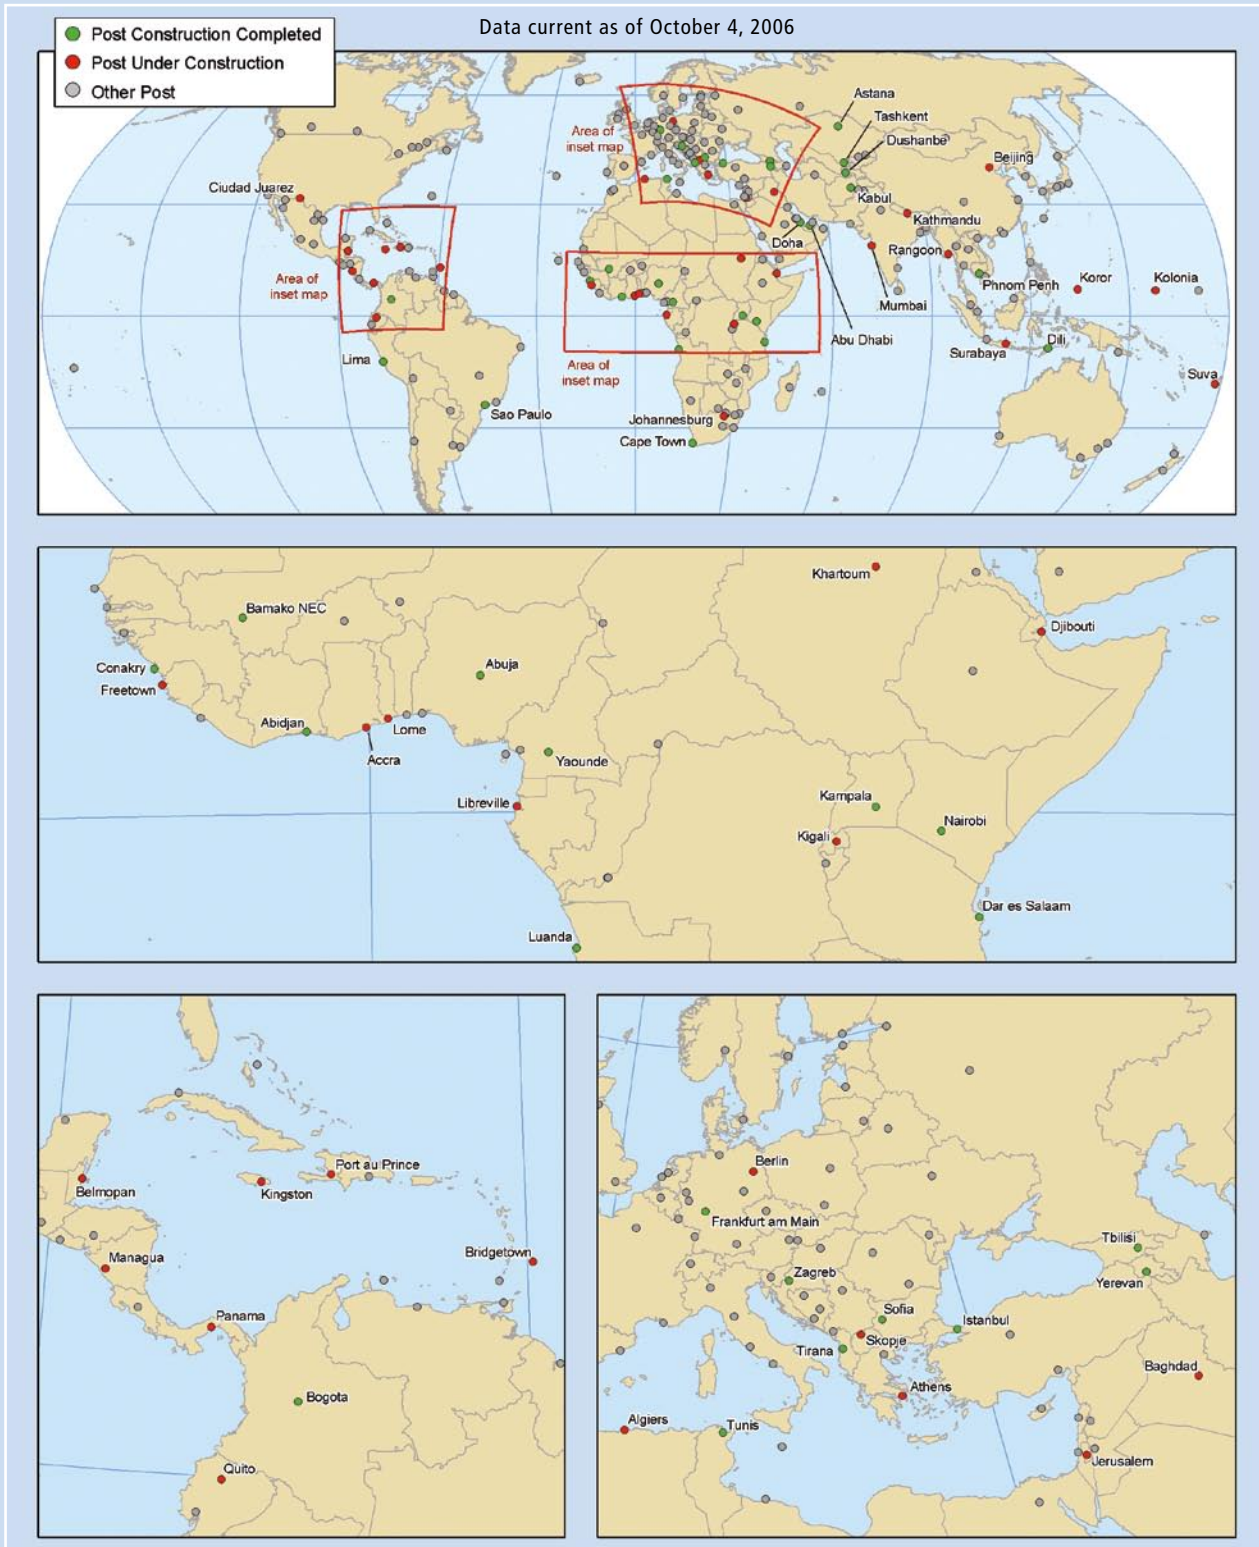 Data current as of October 4, 2006
Post Construction Completed
Post Under Construction
Other Post
Astana
Tashkent
Dushanbe
Area of
inset map
Beijing
Ciudad Juarez
Kabul
Kathmandu
Doha
Rangoon
Area of
inset map
Koror
Kolonia
Phnom Penh
Mumbai
Abu Dhabi
Surabaya
Dili
Lima
Area of
inset map
Suva
Sao Paulo
Johannesburg
Cape Town
Khartoum
Bamako NEC
Djibouti
Conakry
Abuja
Freetown
Abidjan
Lome
Accra
Yaounde
Libreville
Kampala
Nairobi
Kigali
Dar es Salaam
Luanda
Port au Prince
Belmopan
Kingston
Bridgetown
Managua
Panama
Bogota
Quito
Berlin
Frankfurt am Main
Tbilisi
Zagreb
Yerevan
Sofia
Istanbul
Skopje
Tirana
Baghdad
Athens
Algiers
Tunis
Jerusalem